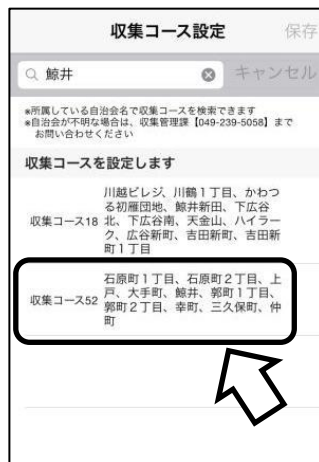 収集コース設定
保存
鯨井
キャンセル
*所属している自治会名で収集コースを検索できます
*自治会が不明な場合は、収集管理課【049-239-5058】まで
お問い合わせください
収集コースを設定します
収集コース18
川越ビレジ、川鶴1丁目、かわつ
る初雁団地、鯨井新田、下広谷
北、下広谷南、天金山、ハイラー
ク、広谷新町、吉田新町、吉田新
町1丁目
収集コース52
石原町1丁目、石原町2丁目、上
戸、大手町、鯨井、郭町1丁目、
郭町2丁目、幸町、三久保町、仲
町